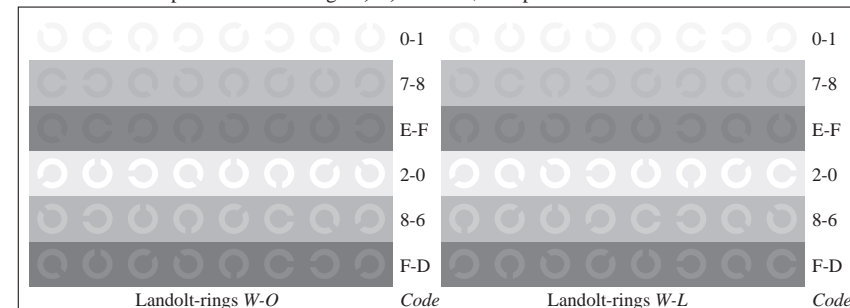 0-1 0-1
7-8 7-8
E-F E-F
2-0 2-0
8-6 8-6
F-D F-D
Landolt-rings W-O Code Landolt-rings W-L Code